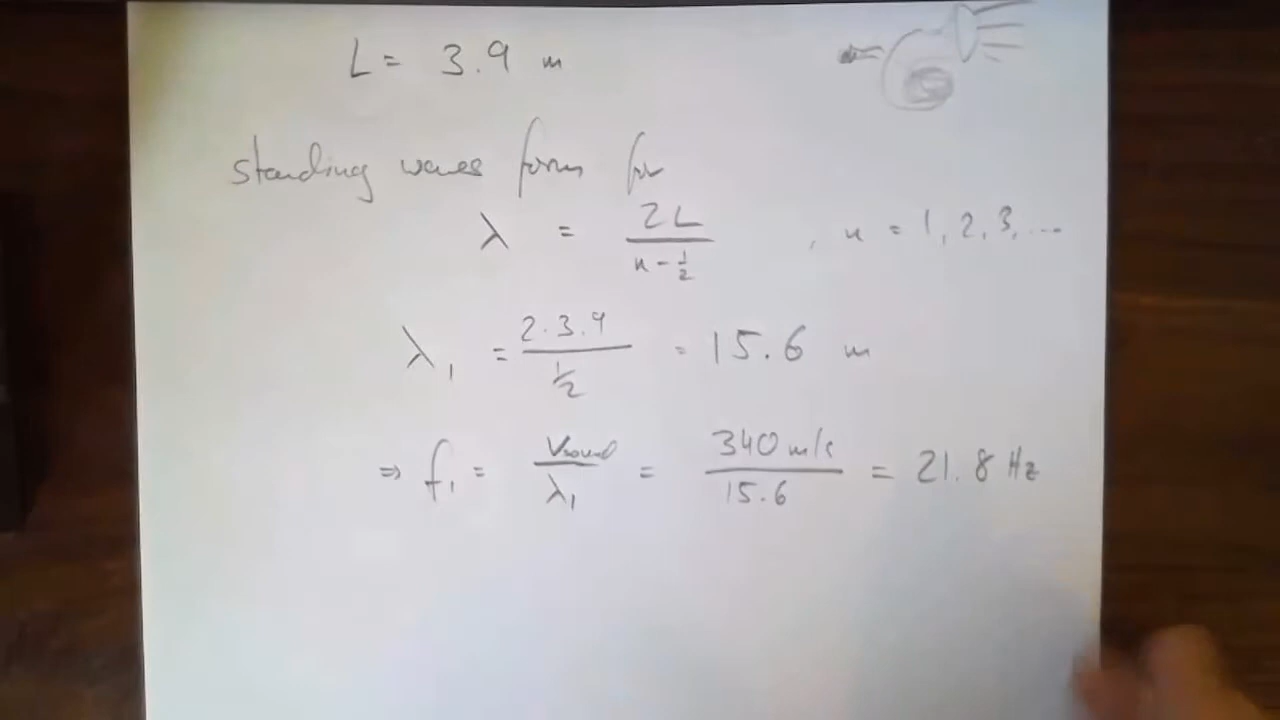 L = 3.9 m
standing waves form for
λ = 2L / (n - 1/2) , n = 1, 2, 3, ...
λ₁ = 2·3.9 / (1/2) = 15.6 m
⇒ f₁ = Vsound / λ₁ = 340 m/s / 15.6 = 21.8 Hz